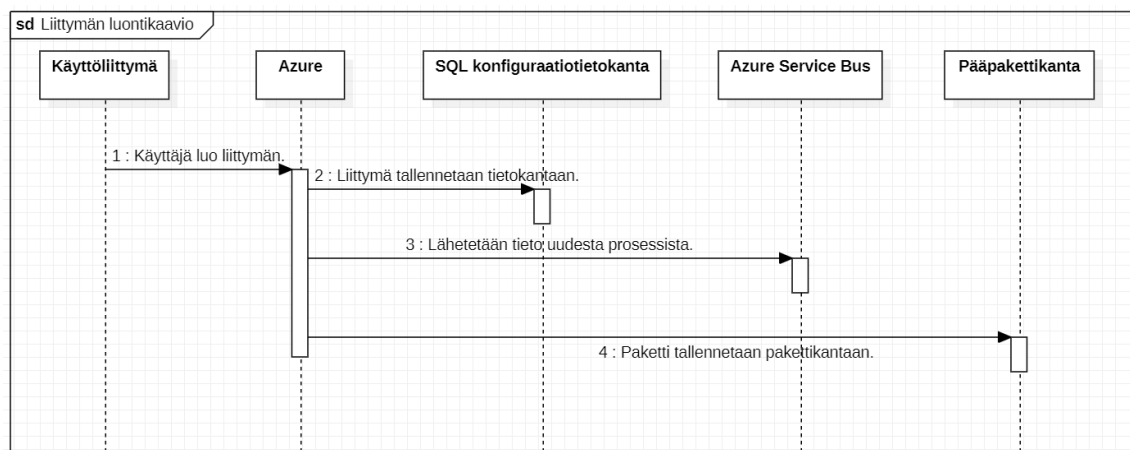 sd Liittymän luontikaavio
Käyttöliittymä
Azure
SQL konfiguraatiotietokanta
Azure Service Bus
Pääpakettikanta
1 : Käyttäjä luo liittymän.
2 : Liittymä tallennetaan tietokantaan.
3 : Lähetetään tieto uudesta prosessista.
4 : Paketti tallennetaan pakettikantaan.